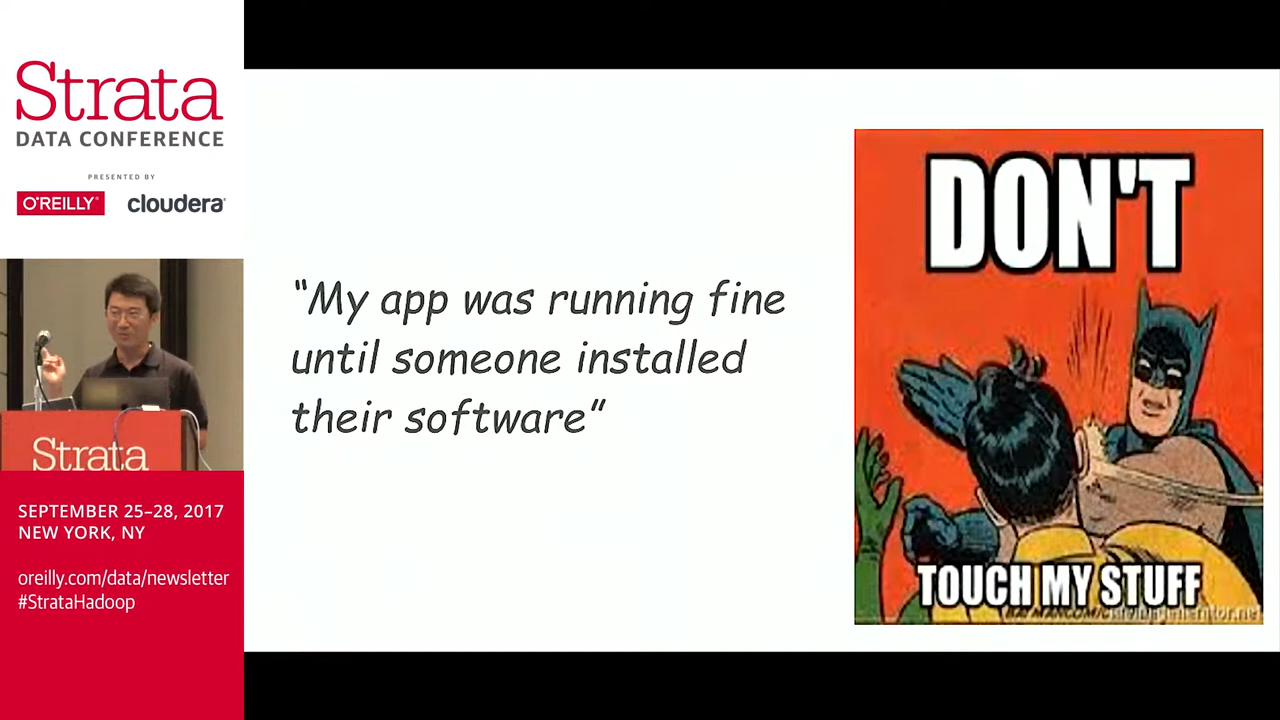 Strata
DATA CONFERENCE
PRESENTED BY
O'REILLY®
cloudera
Strata
SEPTEMBER 25–28, 2017
NEW YORK, NY
oreilly.com/data/newsletter
#StrataHadoop
“My app was running fine
until someone installed
their software”
DON'T
TOUCH MY STUFF